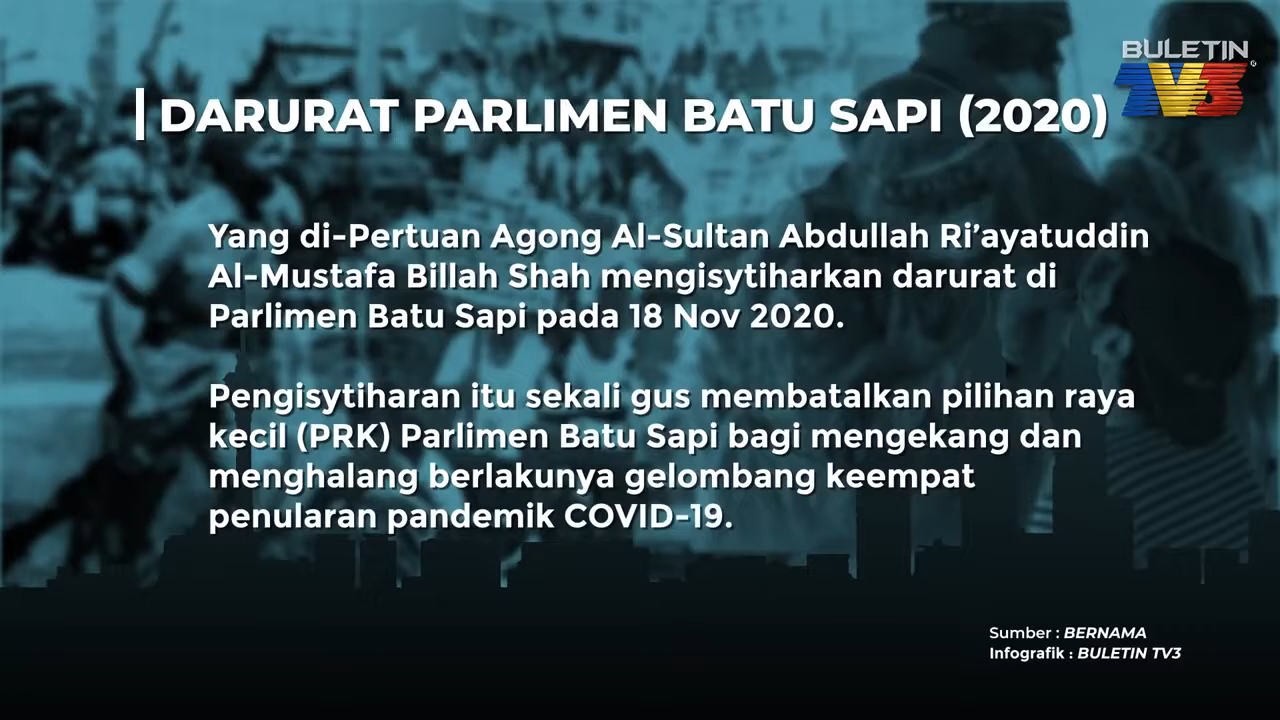 BULETIN
TV3
DARURAT PARLIMEN BATU SAPI (2020)
Yang di-Pertuan Agong Al-Sultan Abdullah Ri’ayatuddin
Al-Mustafa Billah Shah mengisytiharkan darurat di
Parlimen Batu Sapi pada 18 Nov 2020.
Pengisytiharan itu sekali gus membatalkan pilihan raya
kecil (PRK) Parlimen Batu Sapi bagi mengekang dan
menghalang berlakunya gelombang keempat
penularan pandemik COVID-19.
Sumber : BERNAMA
Infografik : BULETIN TV3